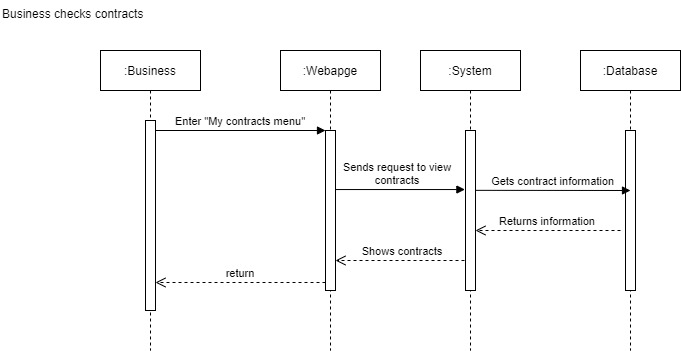 Business checks contracts
:Business
:Webapge
:System
:Database
Enter "My contracts menu"
Sends request to view
contracts
Gets contract information
Returns information
Shows contracts
return